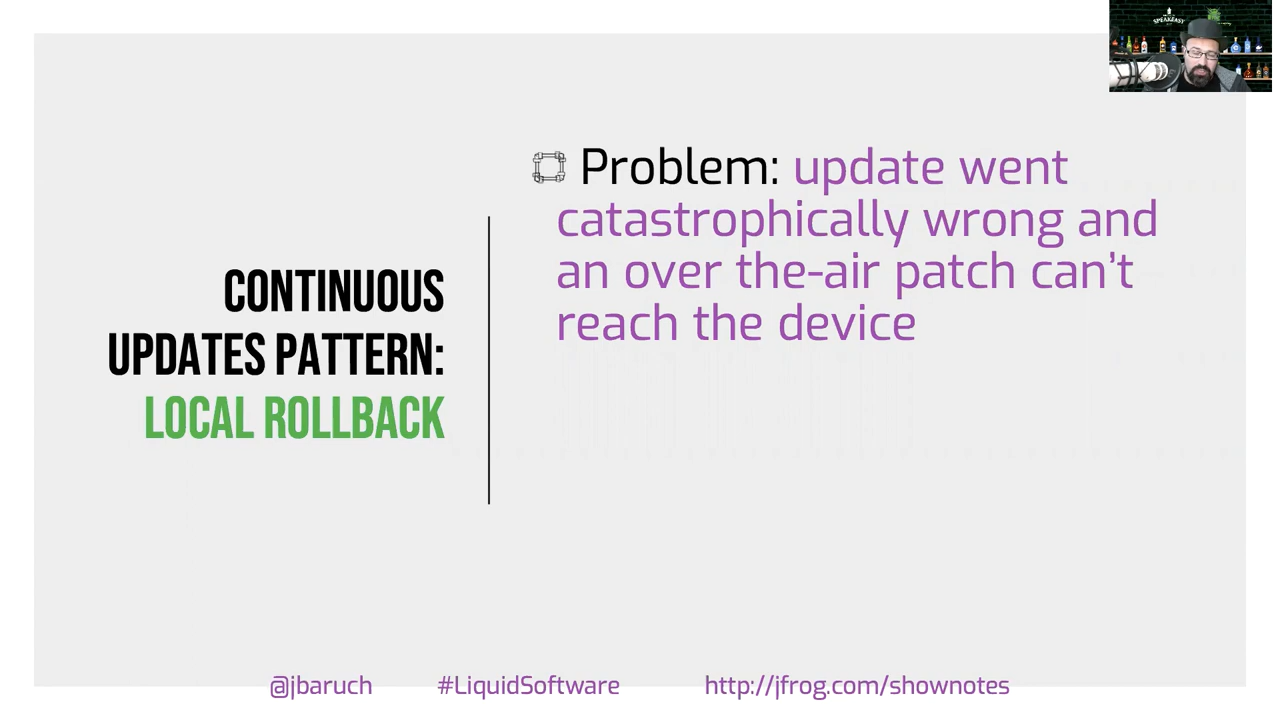 SPEAKEASY
CONTINUOUS
UPDATES PATTERN:
LOCAL ROLLBACK
Problem: update went
catastrophically wrong and
an over the-air patch can’t
reach the device
@jbaruch
#LiquidSoftware
http://jfrog.com/shownotes